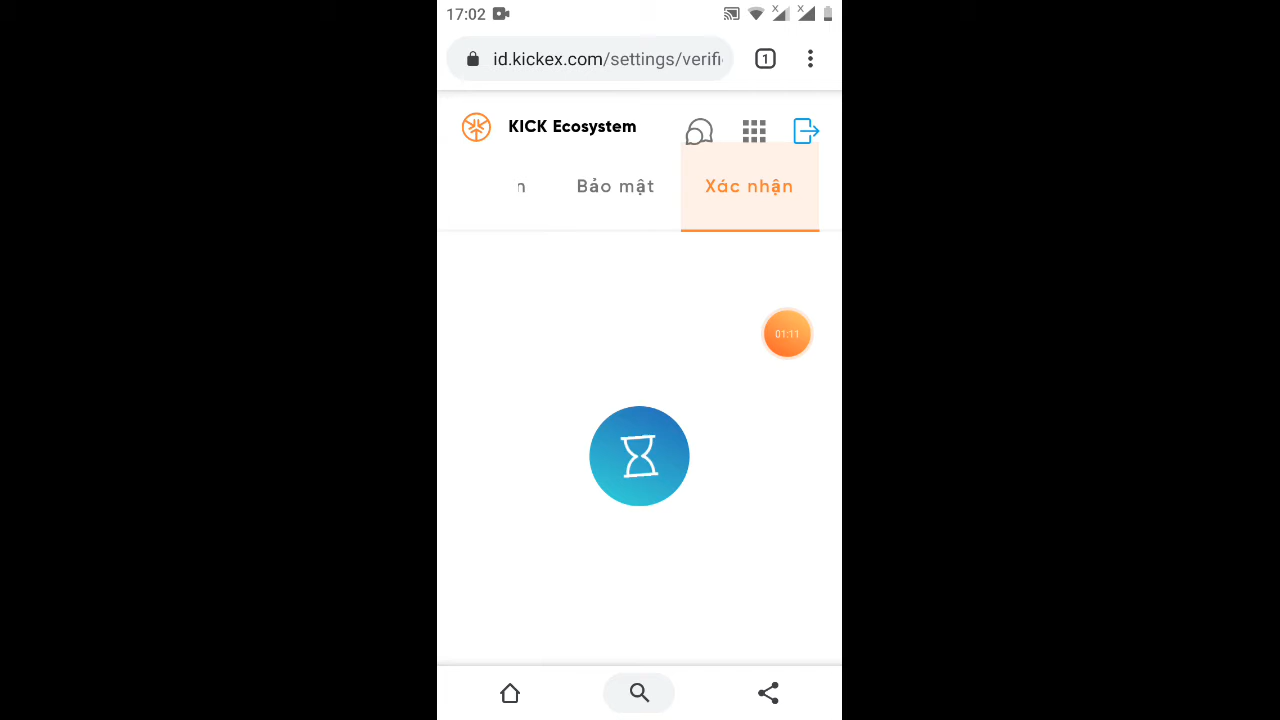 17:02
1
id.kickex.com/settings/verifi
KICK Ecosystem
n
Bảo mật
Xác nhận
01:11